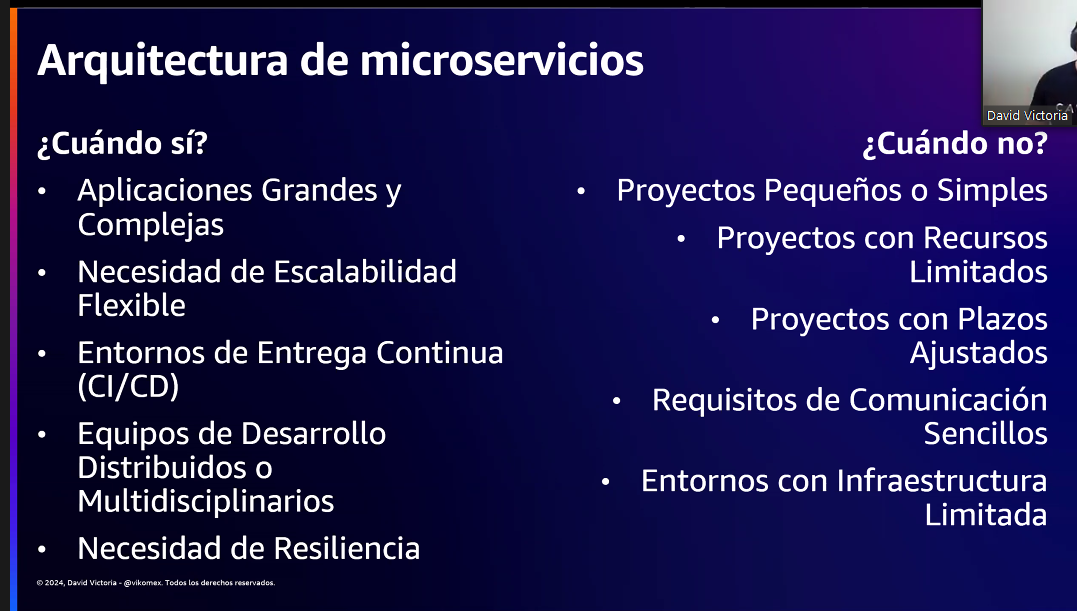 Arquitectura de microservicios
David Victoria
¿Cuándo sí?
• Aplicaciones Grandes y
Complejas
• Necesidad de Escalabilidad
Flexible
• Entornos de Entrega Continua
(CI/CD)
• Equipos de Desarrollo
Distribuidos o
Multidisciplinarios
• Necesidad de Resiliencia
¿Cuándo no?
• Proyectos Pequeños o Simples
• Proyectos con Recursos
Limitados
• Proyectos con Plazos
Ajustados
• Requisitos de Comunicación
Sencillos
• Entornos con Infraestructura
Limitada
© 2024, David Victoria - @vikomex. Todos los derechos reservados.